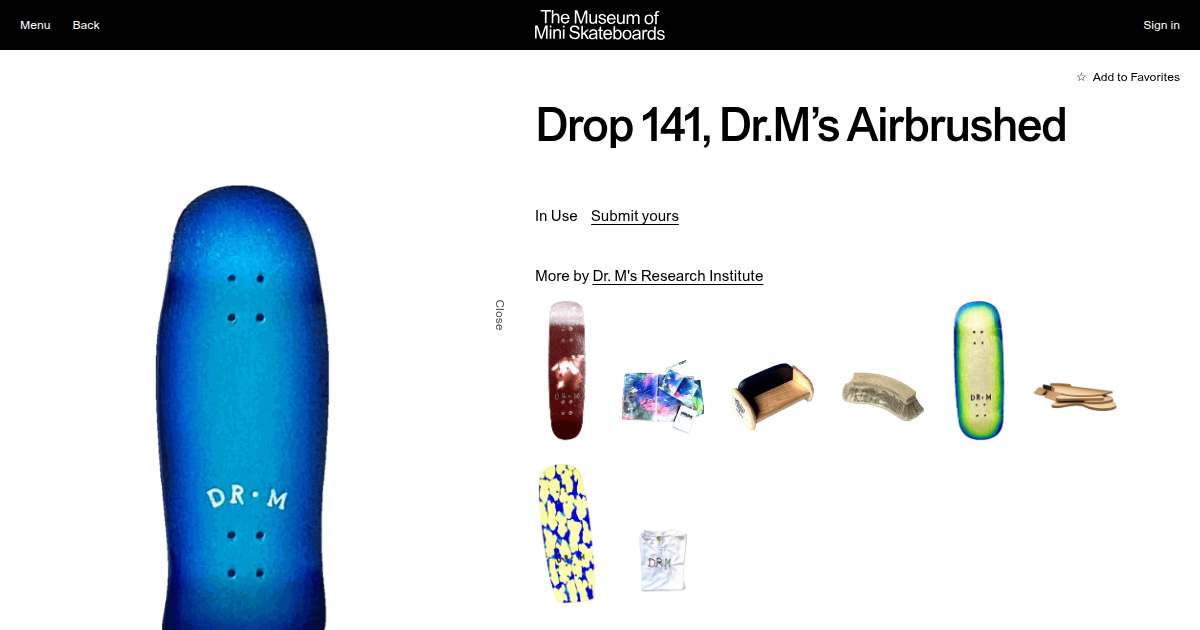 Menu
Back
The Museum of
Mini Skateboards
Sign in
☆ Add to Favorites
Drop 141, Dr.M’s Airbrushed
In Use Submit yours
More by Dr. M's Research Institute
Close
DR•M
DR•M
DR•M
DRM